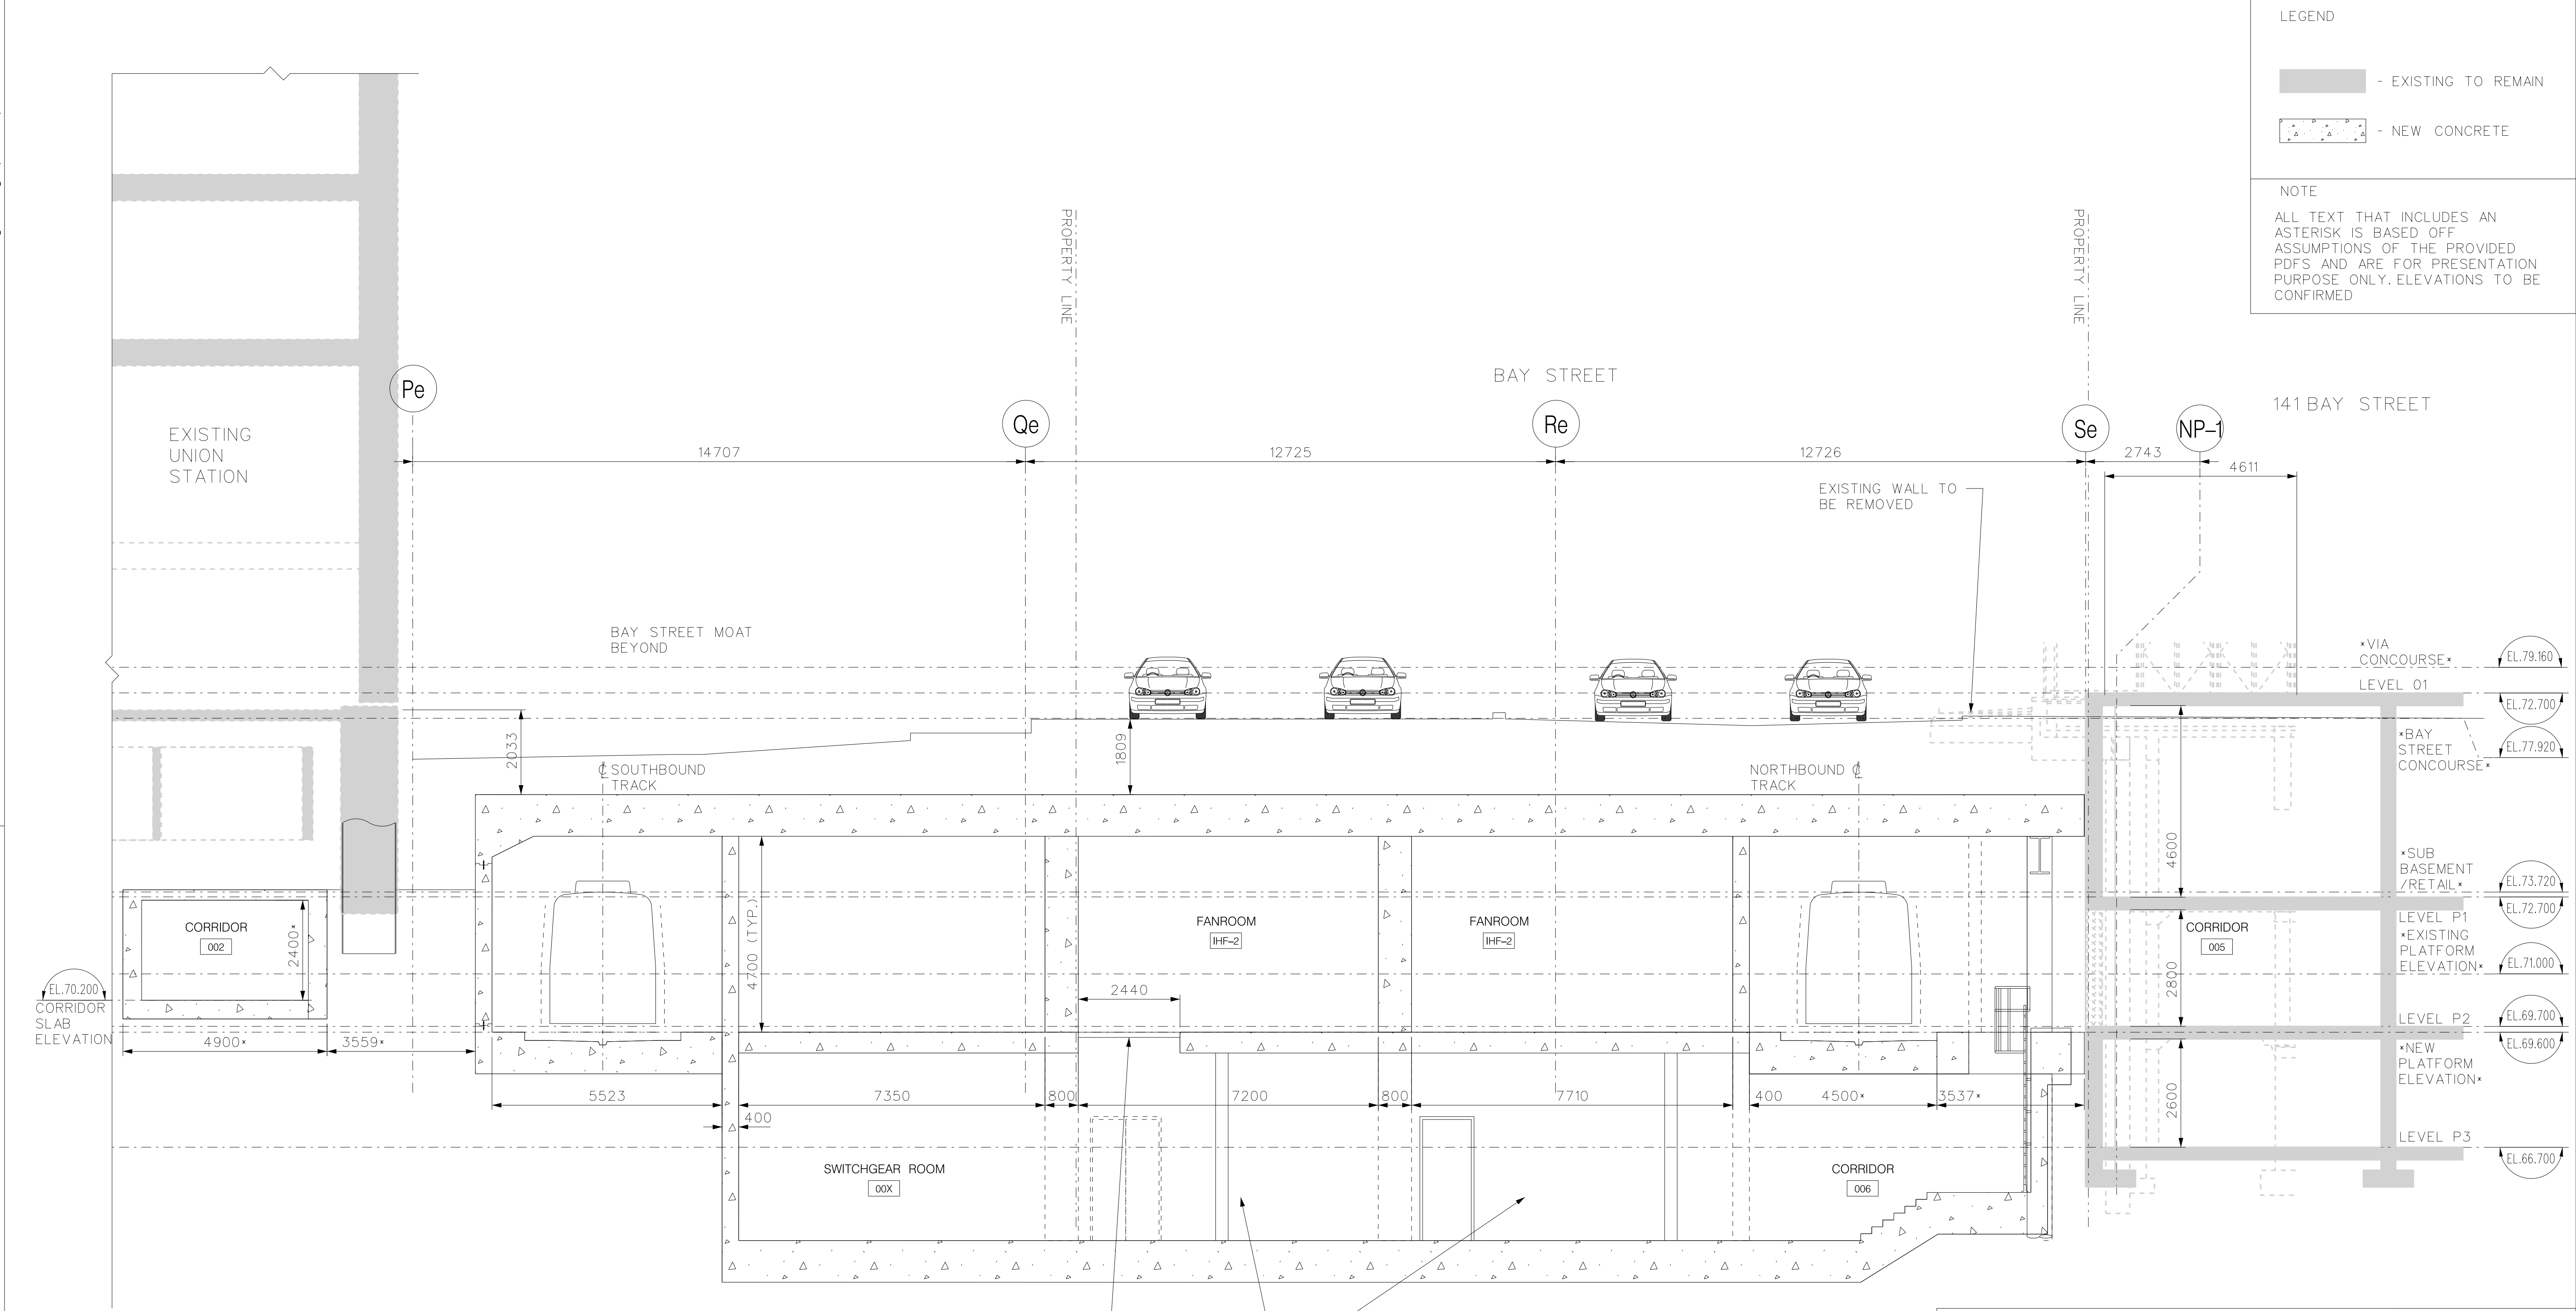 LEGEND
- EXISTING TO REMAIN
- NEW CONCRETE
NOTE
ALL TEXT THAT INCLUDES AN
ASTERISK IS BASED OFF
ASSUMPTIONS OF THE PROVIDED
PDFS AND ARE FOR PRESENTATION
PURPOSE ONLY. ELEVATIONS TO BE
CONFIRMED
PROPERTY LINE
PROPERTY LINE
BAY STREET
141 BAY STREET
Pe
Qe
Re
Se
NP-1
EXISTING
UNION
STATION
14707
12725
12726
2743
4611
EXISTING WALL TO
BE REMOVED
BAY STREET MOAT
BEYOND
*VIA
CONCOURSE*
EL.79.160
LEVEL 01
EL.72.700
*BAY
STREET
CONCOURSE*
EL.77.920
2033
1809
℄ SOUTHBOUND
TRACK
NORTHBOUND ℄
TRACK
4600
*SUB
BASEMENT
/RETAIL*
EL.73.720
EL.72.700
LEVEL P1
*EXISTING
PLATFORM
ELEVATION*
EL.71.000
CORRIDOR
002
2400*
4700 (TYP.)
FANROOM
IHF-2
FANROOM
IHF-2
CORRIDOR
005
2800
EL.70.200
CORRIDOR
SLAB
ELEVATION
2440
LEVEL P2
EL.69.700
EL.69.600
*NEW
PLATFORM
ELEVATION*
4900*
3559*
5523
400
7350
800
7200
800
7710
400
4500*
3537*
2600
LEVEL P3
EL.66.700
SWITCHGEAR ROOM
00X
CORRIDOR
006